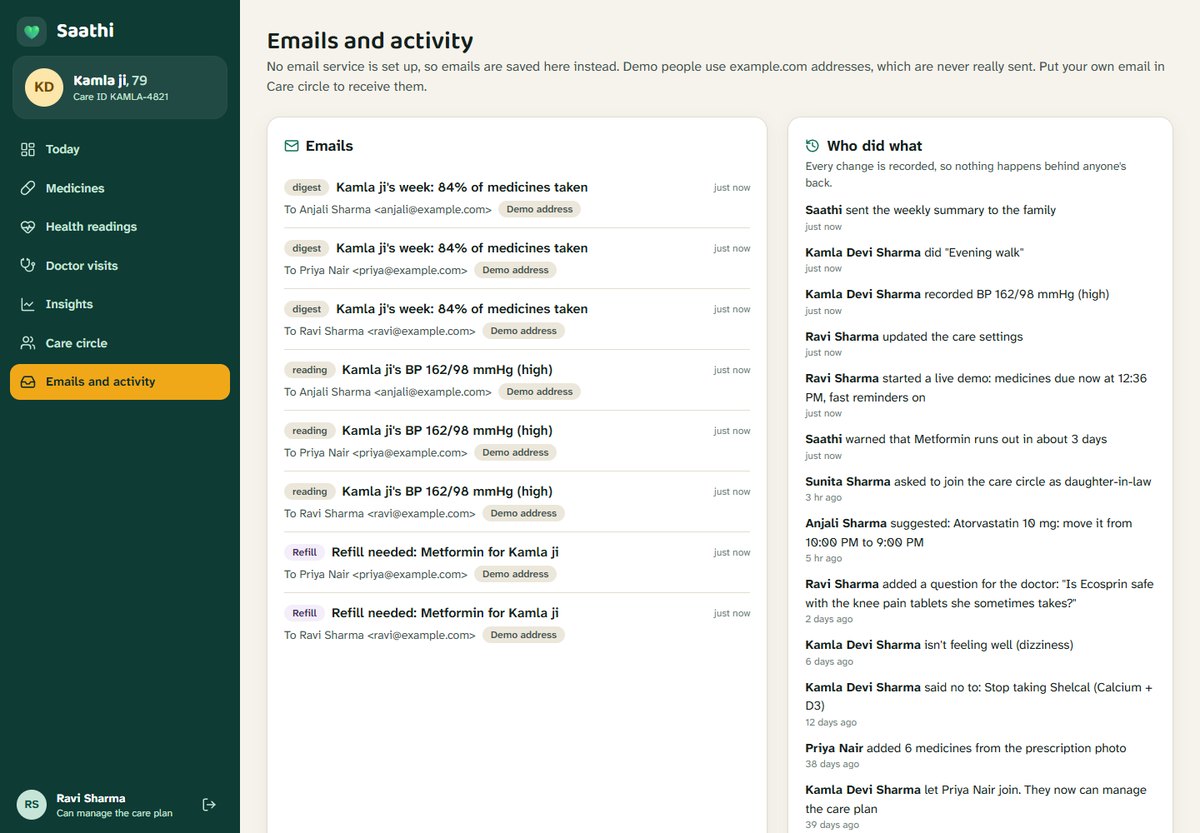 Saathi
KD
Kamla ji, 79
Care ID KAMLA-4821
Today
Medicines
Health readings
Doctor visits
Insights
Care circle
Emails and activity
RS
Ravi Sharma
Can manage the care plan
Emails and activity
No email service is set up, so emails are saved here instead. Demo people use example.com addresses, which are never really sent. Put your own email in
Care circle to receive them.
Emails
digest Kamla ji's week: 84% of medicines taken just now
To Anjali Sharma <anjali@example.com> Demo address
digest Kamla ji's week: 84% of medicines taken just now
To Priya Nair <priya@example.com> Demo address
digest Kamla ji's week: 84% of medicines taken just now
To Ravi Sharma <ravi@example.com> Demo address
reading Kamla ji's BP 162/98 mmHg (high) just now
To Anjali Sharma <anjali@example.com> Demo address
reading Kamla ji's BP 162/98 mmHg (high) just now
To Priya Nair <priya@example.com> Demo address
reading Kamla ji's BP 162/98 mmHg (high) just now
To Ravi Sharma <ravi@example.com> Demo address
Refill Refill needed: Metformin for Kamla ji just now
To Priya Nair <priya@example.com> Demo address
Refill Refill needed: Metformin for Kamla ji just now
To Ravi Sharma <ravi@example.com> Demo address
Who did what
Every change is recorded, so nothing happens behind anyone's
back.
Saathi sent the weekly summary to the family
just now
Kamla Devi Sharma did "Evening walk"
just now
Kamla Devi Sharma recorded BP 162/98 mmHg (high)
just now
Ravi Sharma updated the care settings
just now
Ravi Sharma started a live demo: medicines due now at 12:36
PM, fast reminders on
just now
Saathi warned that Metformin runs out in about 3 days
just now
Sunita Sharma asked to join the care circle as daughter-in-law
3 hr ago
Anjali Sharma suggested: Atorvastatin 10 mg: move it from
10:00 PM to 9:00 PM
5 hr ago
Ravi Sharma added a question for the doctor: "Is Ecosprin safe
with the knee pain tablets she sometimes takes?"
2 days ago
Kamla Devi Sharma isn't feeling well (dizziness)
6 days ago
Kamla Devi Sharma said no to: Stop taking Shelcal (Calcium +
D3)
12 days ago
Priya Nair added 6 medicines from the prescription photo
38 days ago
Kamla Devi Sharma let Priya Nair join. They now can manage
the care plan
39 days ago